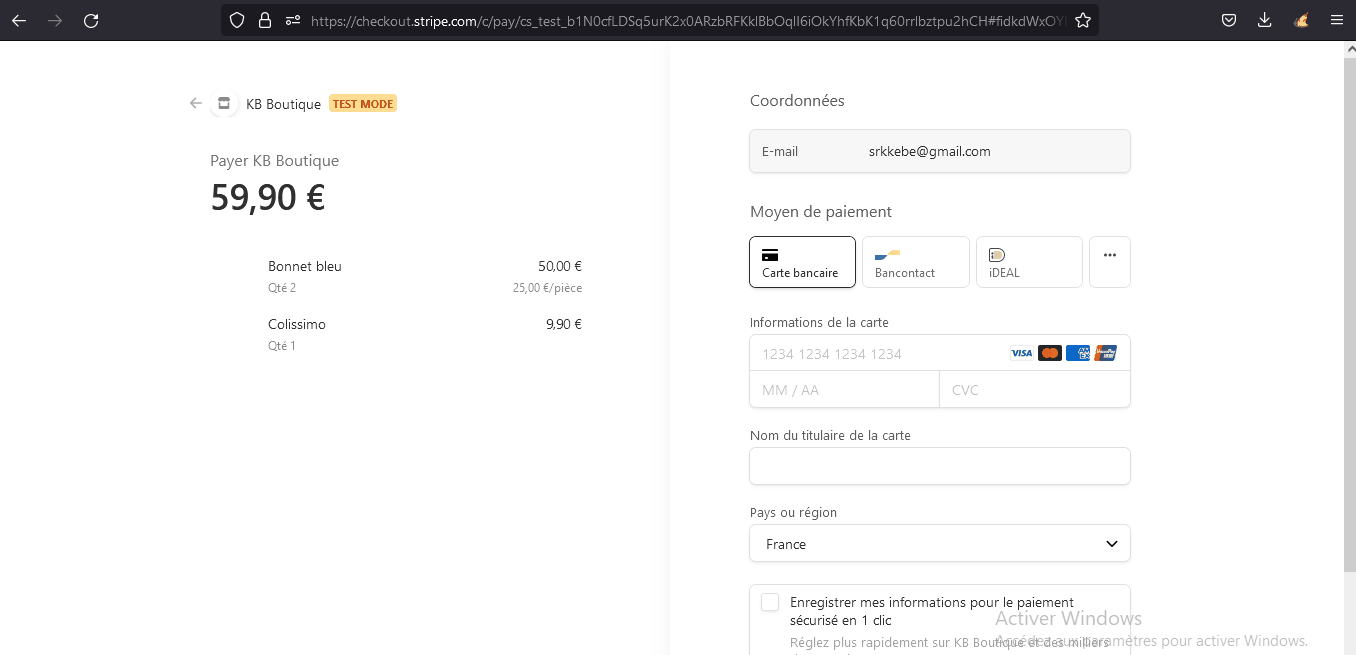 https://checkout.stripe.com/c/pay/cs_test_b1N0cfLDSq5urK2x0ARzbRFKklBbOqlI6iOkYhfKbK1q60rrlbztpu2hCH#fidkdWxOY
KB Boutique TEST MODE
Payer KB Boutique
59,90 €
Bonnet bleu 50,00 €
Qté 2 25,00 €/pièce
Colissimo 9,90 €
Qté 1
Coordonnées
E-mail srkkebe@gmail.com
Moyen de paiement
Carte bancaire Bancontact iDEAL
Informations de la carte
1234 1234 1234 1234 VISA
MM / AA CVC
Nom du titulaire de la carte
Pays ou région
France
Enregistrer mes informations pour le paiement
sécurisé en 1 clic
Réglez plus rapidement sur KB Boutique et des milliers
Activer Windows
Accédez aux paramètres pour activer Windows.